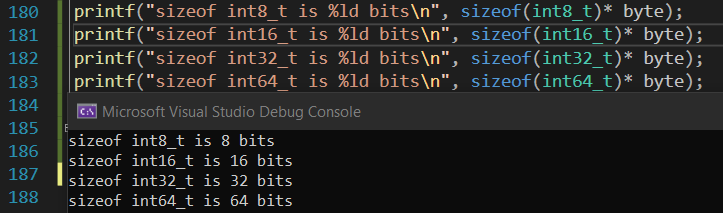 180 printf("sizeof int8_t is %ld bits\n", sizeof(int8_t)* byte);
181 printf("sizeof int16_t is %ld bits\n", sizeof(int16_t)* byte);
182 printf("sizeof int32_t is %ld bits\n", sizeof(int32_t)* byte);
183 printf("sizeof int64_t is %ld bits\n", sizeof(int64_t)* byte);
184
C:\ Microsoft Visual Studio Debug Console
185
sizeof int8_t is 8 bits
186
sizeof int16_t is 16 bits
187
sizeof int32_t is 32 bits
188
sizeof int64_t is 64 bits